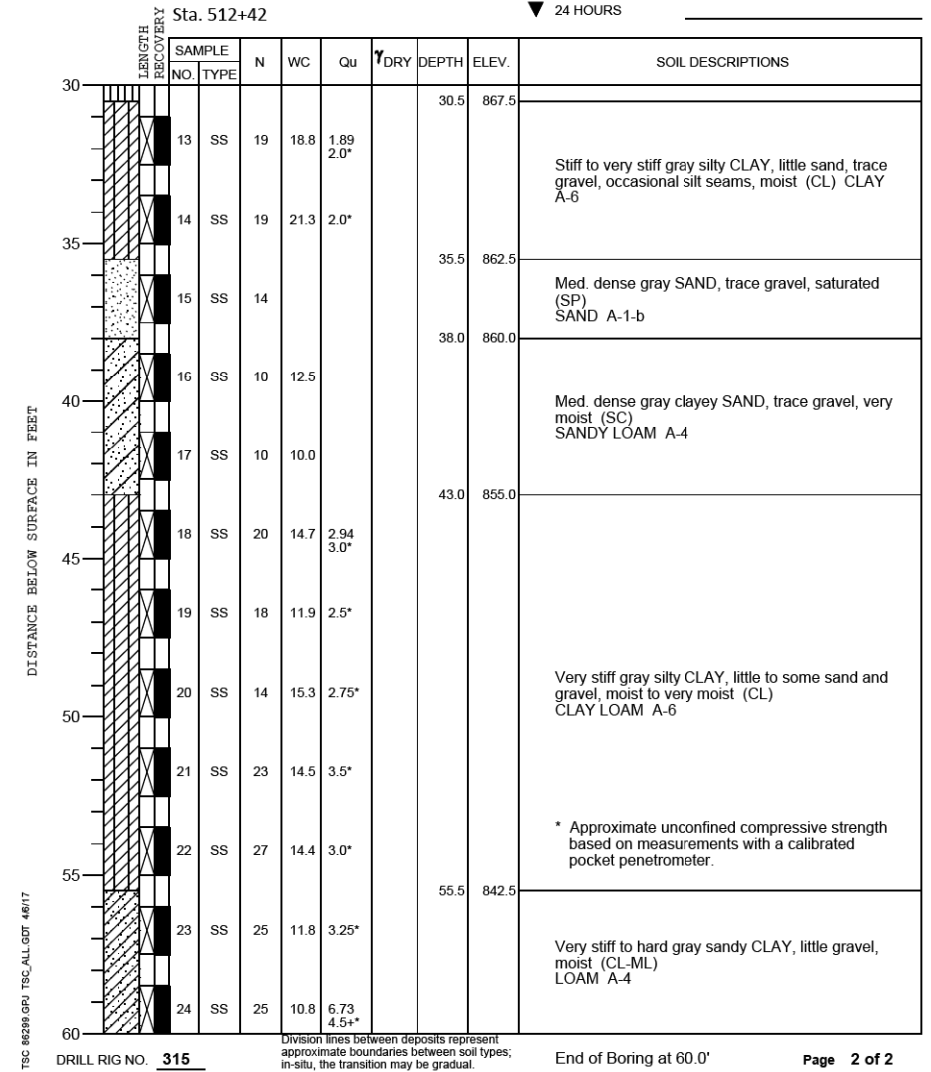 Sta. 512+42
▼ 24 HOURS
LENGTH
RECOVERY
SAMPLE
NO. TYPE N WC Qu γDRY DEPTH ELEV. SOIL DESCRIPTIONS
30
30.5 867.5
13 SS 19 18.8 1.89
2.0*
Stiff to very stiff gray silty CLAY, little sand, trace
gravel, occasional silt seams, moist (CL) CLAY
A-6
14 SS 19 21.3 2.0*
35
35.5 862.5
Med. dense gray SAND, trace gravel, saturated
(SP)
SAND A-1-b
15 SS 14
38.0 860.0
16 SS 10 12.5
40
Med. dense gray clayey SAND, trace gravel, very
moist (SC)
SANDY LOAM A-4
17 SS 10 10.0
43.0 855.0
18 SS 20 14.7 2.94
3.0*
45
19 SS 18 11.9 2.5*
20 SS 14 15.3 2.75*
Very stiff gray silty CLAY, little to some sand and
gravel, moist to very moist (CL)
CLAY LOAM A-6
50
21 SS 23 14.5 3.5*
* Approximate unconfined compressive strength
based on measurements with a calibrated
pocket penetrometer.
22 SS 27 14.4 3.0*
55
55.5 842.5
23 SS 25 11.8 3.25*
Very stiff to hard gray sandy CLAY, little gravel,
moist (CL-ML)
LOAM A-4
24 SS 25 10.8 6.73
4.5+*
60
DISTANCE BELOW SURFACE IN FEET
TSC 86299.GPJ TSC_ALL.GDT 4/6/17
DRILL RIG NO. 315
Division lines between deposits represent
approximate boundaries between soil types;
in-situ, the transition may be gradual.
End of Boring at 60.0'
Page 2 of 2